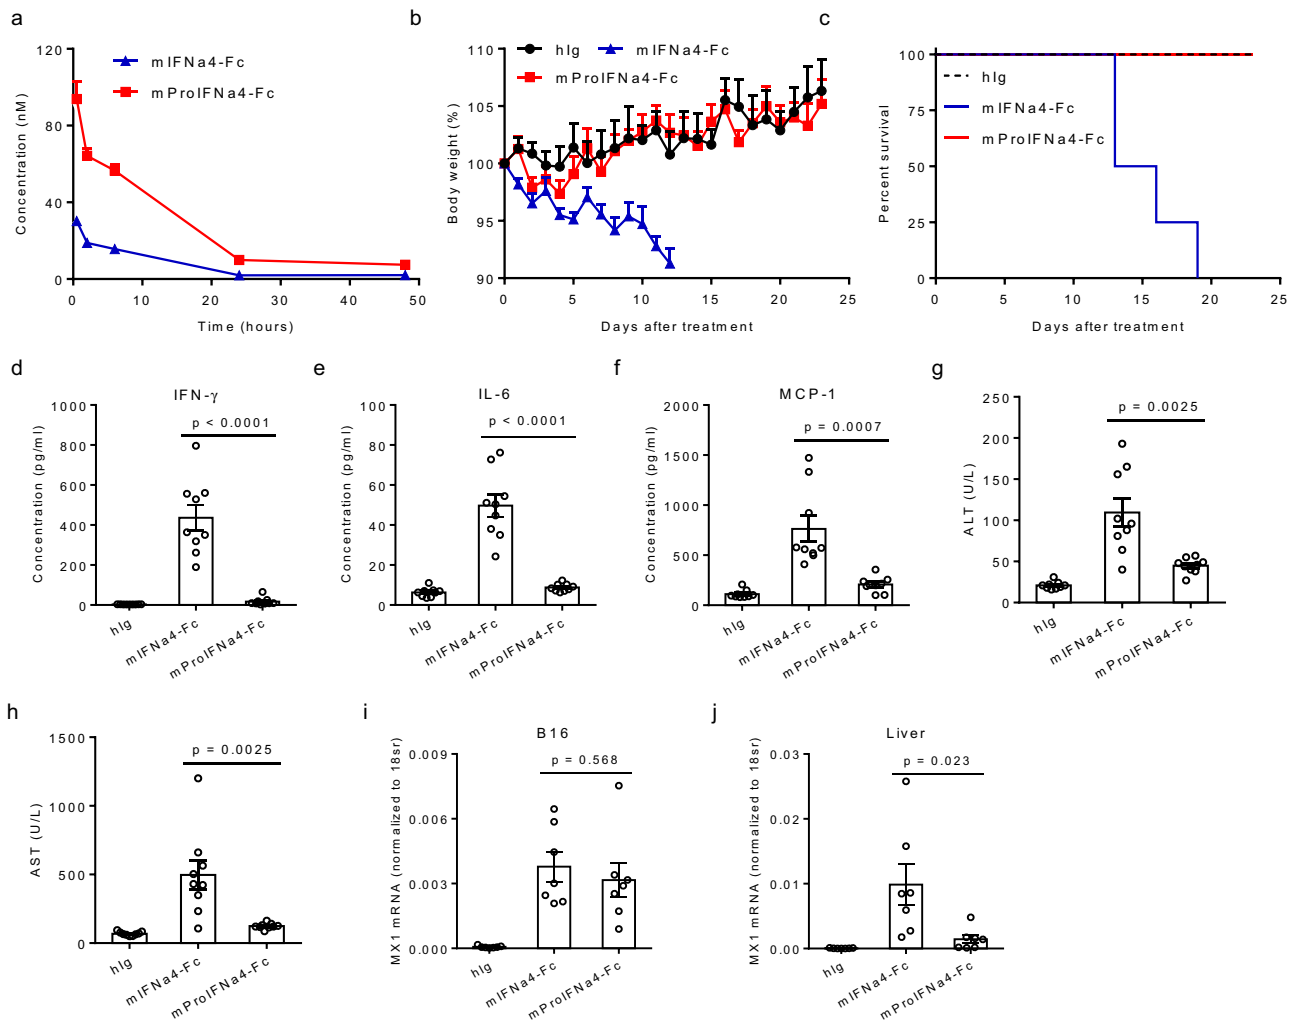 a
b
c
120
80
40
0
Concentration (nM)
mIFNa4-Fc
mProIFNa4-Fc
0
10
20
30
40
50
Time (hours)
110
105
100
95
90
Body weight (%)
hIg
mIFNa4-Fc
mProIFNa4-Fc
0
5
10
15
20
25
Days after treatment
100
75
50
25
0
Percent survival
hIg
mIFNa4-Fc
mProIFNa4-Fc
0
5
10
15
20
25
Days after treatment
d
e
f
g
IFN-γ
p < 0.0001
1000
800
600
400
200
0
Concentration (pg/ml)
hIg
mIFNa4-Fc
mProIFNa4-Fc
IL-6
p < 0.0001
100
80
60
40
20
0
Concentration (pg/ml)
hIg
mIFNa4-Fc
mProIFNa4-Fc
MCP-1
p = 0.0007
2000
1500
1000
500
0
Concentration (pg/ml)
hIg
mIFNa4-Fc
mProIFNa4-Fc
p = 0.0025
250
200
150
100
50
0
ALT (U/L)
hIg
mIFNa4-Fc
mProIFNa4-Fc
h
i
j
p = 0.0025
1500
1000
500
0
AST (U/L)
hIg
mIFNa4-Fc
mProIFNa4-Fc
B16
p = 0.568
0.009
0.006
0.003
0.000
MX1 mRNA (normalized to 18sr)
hIg
mIFNa4-Fc
mProIFNa4-Fc
Liver
p = 0.023
0.03
0.02
0.01
0.00
MX1 mRNA (normalized to 18sr)
hIg
mIFNa4-Fc
mProIFNa4-Fc